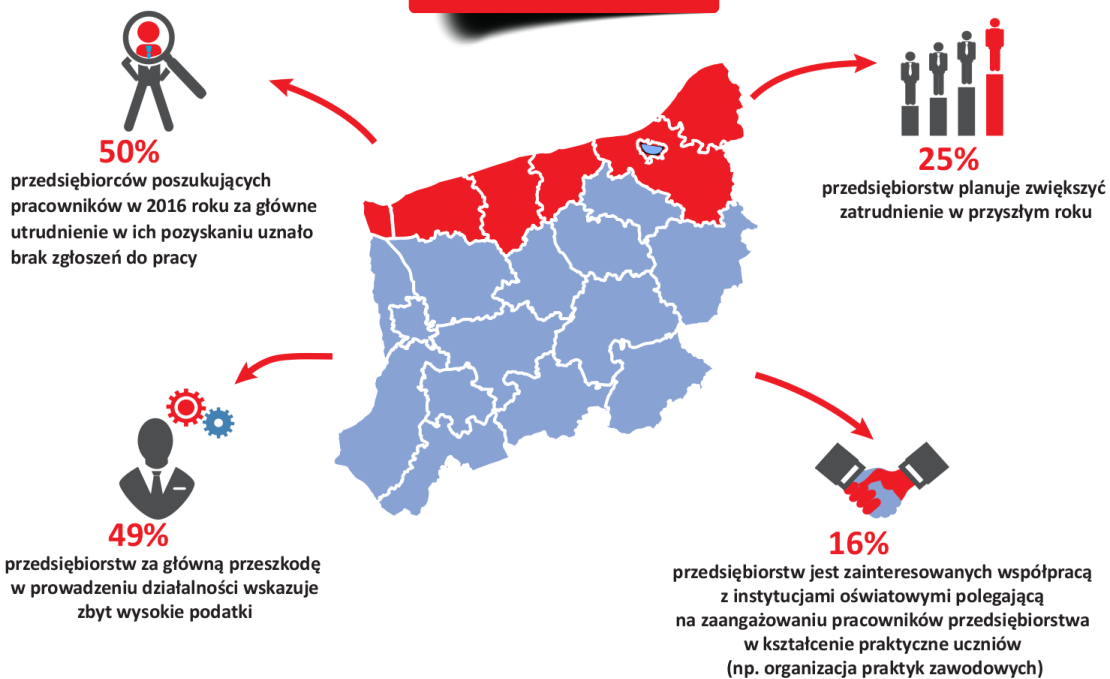 50%
przedsiębiorców poszukujących
pracowników w 2016 roku za główne
utrudnienie w ich pozyskaniu uznało
brak zgłoszeń do pracy
25%
przedsiębiorstw planuje zwiększyć
zatrudnienie w przyszłym roku
49%
przedsiębiorstw za główną przeszkodę
w prowadzeniu działalności wskazuje
zbyt wysokie podatki
16%
przedsiębiorstw jest zainteresowanych współpracą
z instytucjami oświatowymi polegającą
na zaangażowaniu pracowników przedsiębiorstwa
w kształcenie praktyczne uczniów
(np. organizacja praktyk zawodowych)